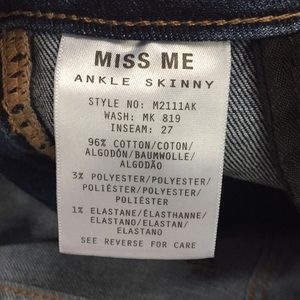 MISS ME
ANKLE SKINNY
STYLE NO: M2111AK
WASH: MK 819
INSEAM: 27
96% COTTON/COTON/
ALGODÓN/BAUMWOLLE/
ALGODÃO
3% POLYESTER/POLYESTER/
POLIÉSTER/POLYESTER/
POLIÉSTER
1% ELASTANE/ÉLASTHANNE/
ELASTANO/ELASTAN/
ELASTANO
SEE REVERSE FOR CARE